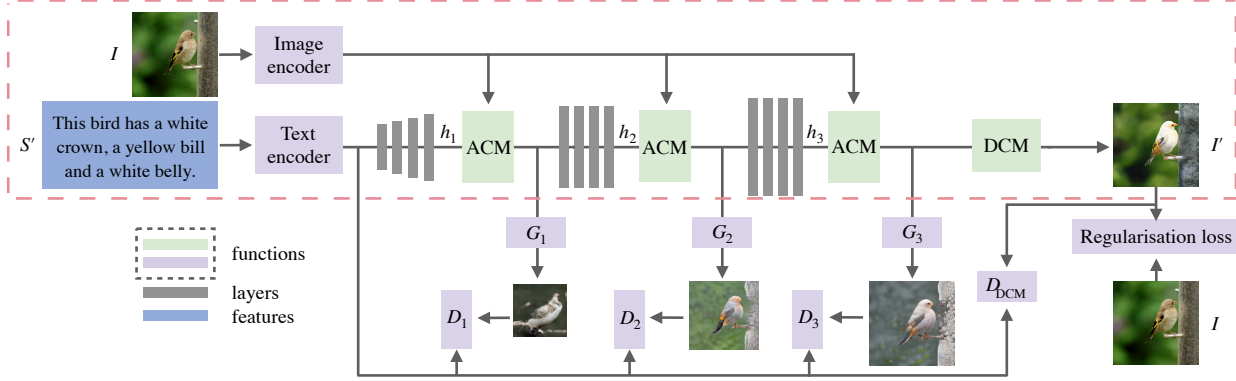 I
Image
encoder
S′
This bird has a white
crown, a yellow bill
and a white belly.
Text
encoder
h1
ACM
h2
ACM
h3
ACM
DCM
I′
functions
layers
features
G1
G2
G3
Regularisation loss
D1
D2
D3
DDCM
I